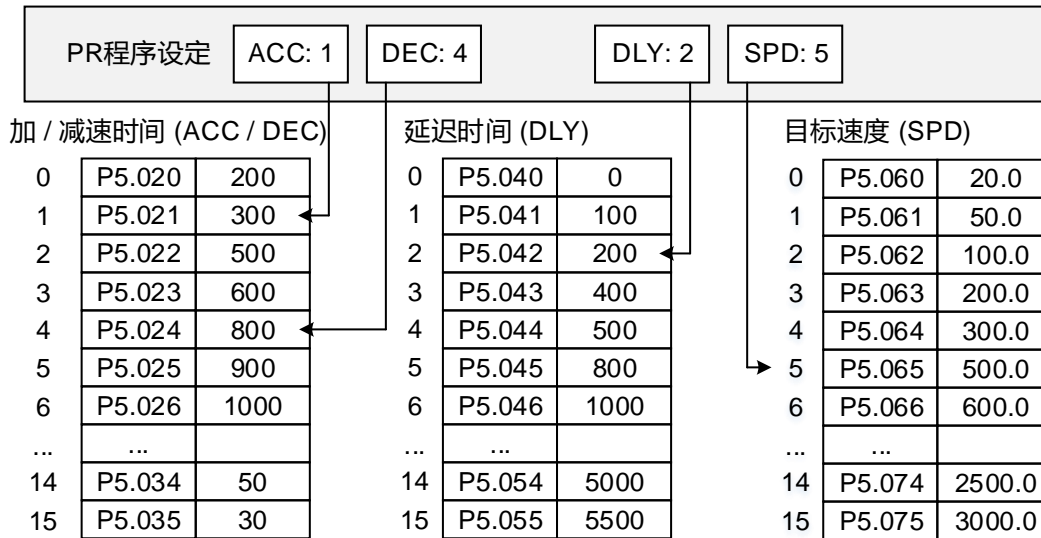 PR程序设定 ACC: 1 DEC: 4 DLY: 2 SPD: 5
加 / 减速时间 (ACC / DEC) 延迟时间 (DLY) 目标速度 (SPD)
0 P5.020 200 0 P5.040 0 0 P5.060 20.0
1 P5.021 300 1 P5.041 100 1 P5.061 50.0
2 P5.022 500 2 P5.042 200 2 P5.062 100.0
3 P5.023 600 3 P5.043 400 3 P5.063 200.0
4 P5.024 800 4 P5.044 500 4 P5.064 300.0
5 P5.025 900 5 P5.045 800 5 P5.065 500.0
6 P5.026 1000 6 P5.046 1000 6 P5.066 600.0
... ... ... ... ... ...
14 P5.034 50 14 P5.054 5000 14 P5.074 2500.0
15 P5.035 30 15 P5.055 5500 15 P5.075 3000.0